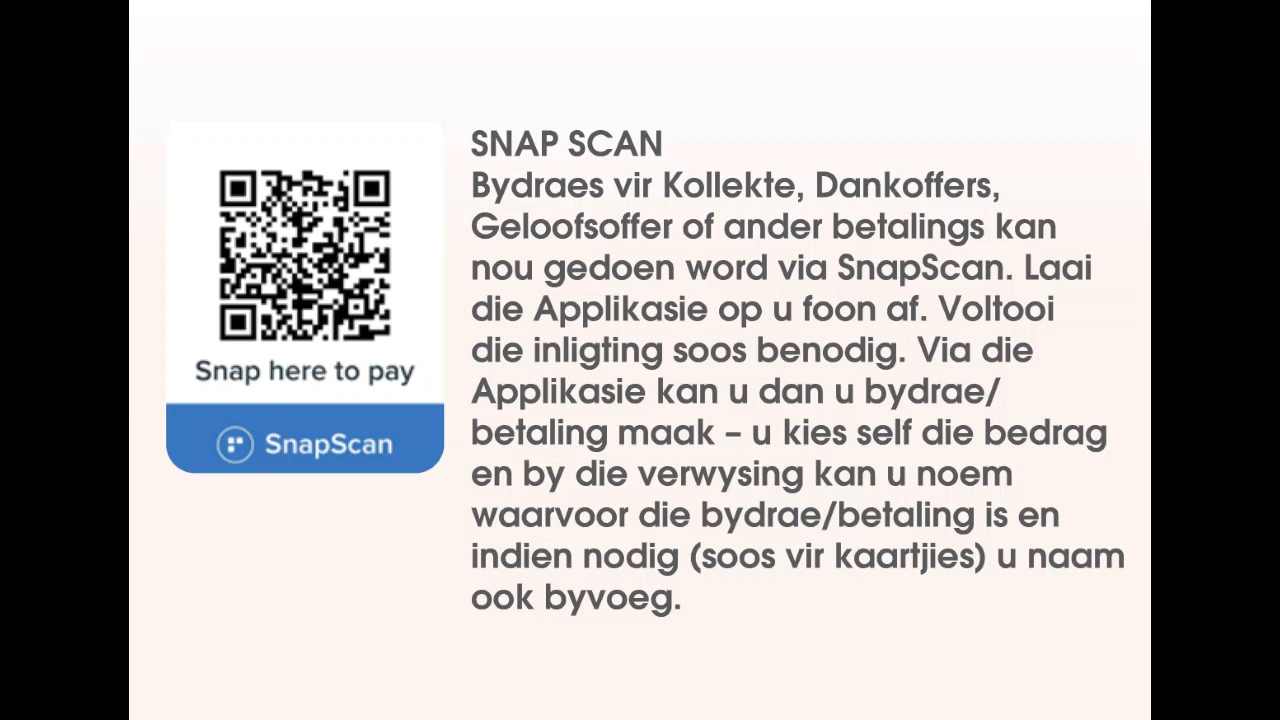 SNAP SCAN
Bydraes vir Kollekte, Dankoffers,
Geloofsoffer of ander betalings kan
nou gedoen word via SnapScan. Laai
die Applikasie op u foon af. Voltooi
die inligting soos benodig. Via die
Applikasie kan u dan u bydrae/
betaling maak – u kies self die bedrag
en by die verwysing kan u noem
waarvoor die bydrae/betaling is en
indien nodig (soos vir kaartjies) u naam
ook byvoeg.
Snap here to pay
SnapScan